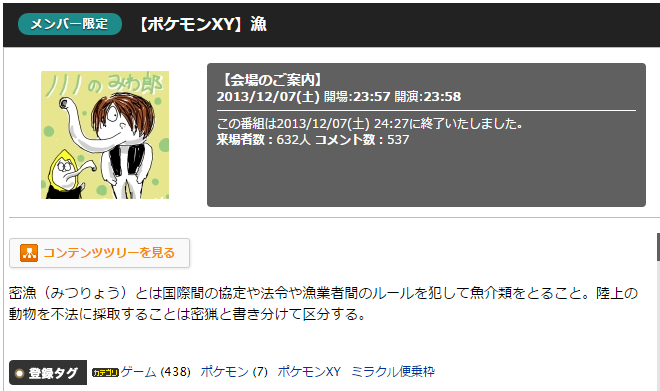 メンバー限定 【ポケモンXY】漁
ノノノの みわ郎
【会場のご案内】
2013/12/07(土) 開場:23:57 開演:23:58
この番組は2013/12/07(土) 24:27に終了いたしました。
来場者数：632人 コメント数：537
コンテンツツリーを見る
密漁（みつりょう）とは国際間の協定や法令や漁業者間のルールを犯して魚介類をとること。陸上の
動物を不法に採取することは密猟と書き分けて区分する。
登録タグ カテゴリ ゲーム (438) ポケモン (7) ポケモンXY ミラクル便乗枠